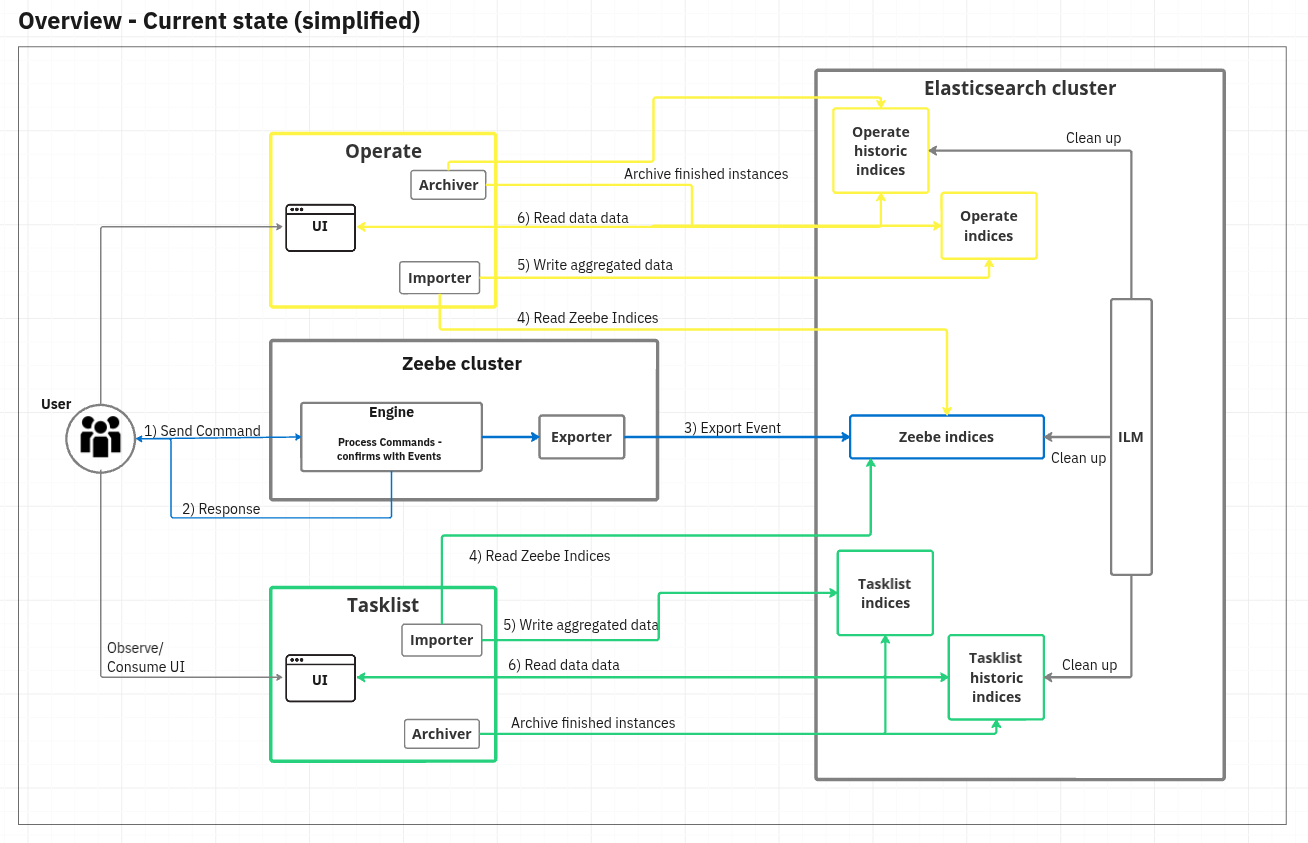 Overview - Current state (simplified)
Elasticsearch cluster
Operate
historic
indices
Clean up
Operate
Archiver
Archive finished instances
UI
6) Read data data
Operate
indices
Importer
5) Write aggregated data
4) Read Zeebe Indices
Zeebe cluster
User
Engine
Process Commands -
confirms with Events
1) Send Command
Exporter
3) Export Event
Zeebe indices
ILM
Clean up
2) Response
4) Read Zeebe Indices
Tasklist
indices
Tasklist
Importer
5) Write aggregated data
Observe/
Consume UI
UI
6) Read data data
Tasklist
historic
indices
Clean up
Archiver
Archive finished instances